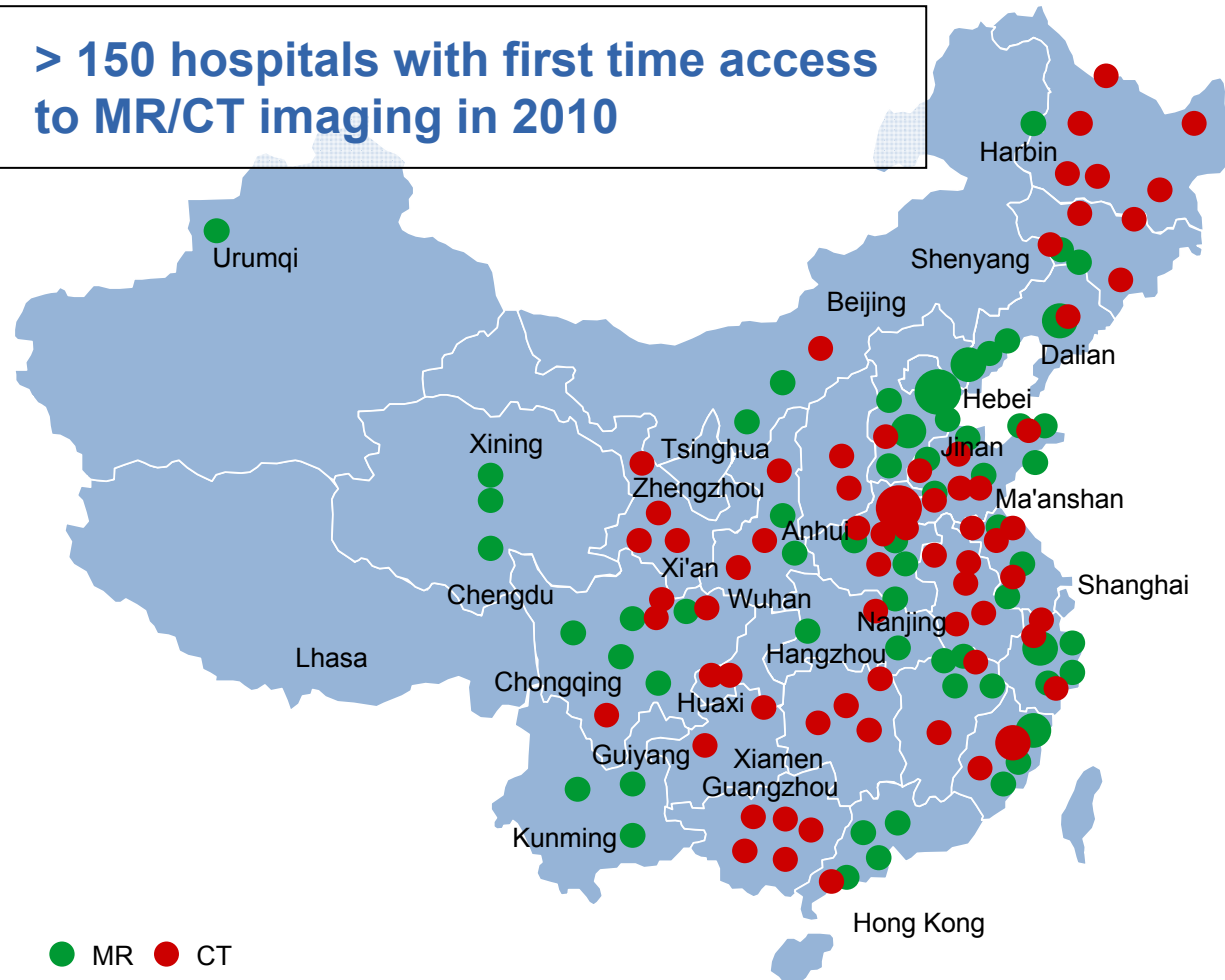 > 150 hospitals with first time access
to MR/CT imaging in 2010
Harbin
Urumqi
Shenyang
Beijing
Dalian
Hebei
Xining
Tsinghua
Jinan
Zhengzhou
Ma'anshan
Anhui
Xi'an
Chengdu
Wuhan
Shanghai
Nanjing
Lhasa
Hangzhou
Chongqing
Huaxi
Guiyang
Xiamen
Guangzhou
Kunming
Hong Kong
MR CT